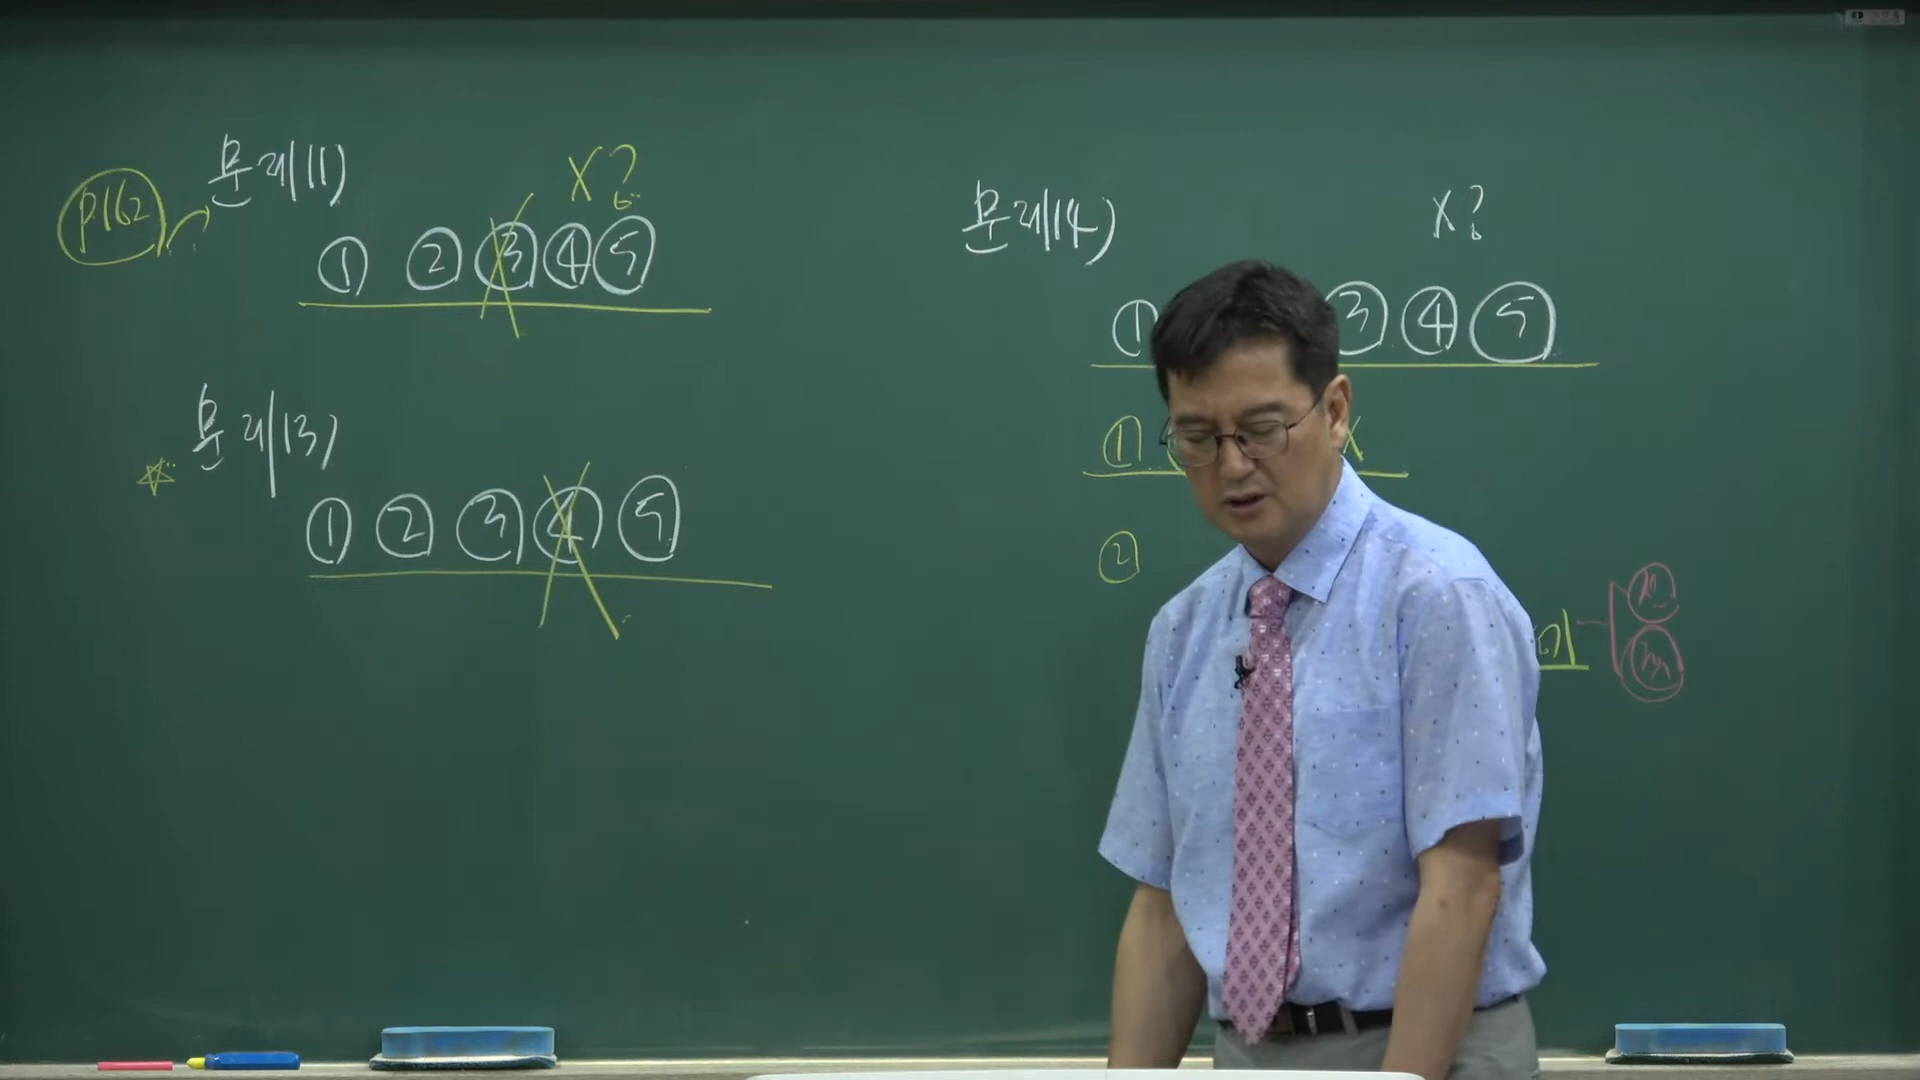 P.162
문제11)
X?
① ② ③ ④ ⑤
문제13)
① ② ③ ④ ⑤
문제14)
X?
① ③ ④ ⑤
① X
②